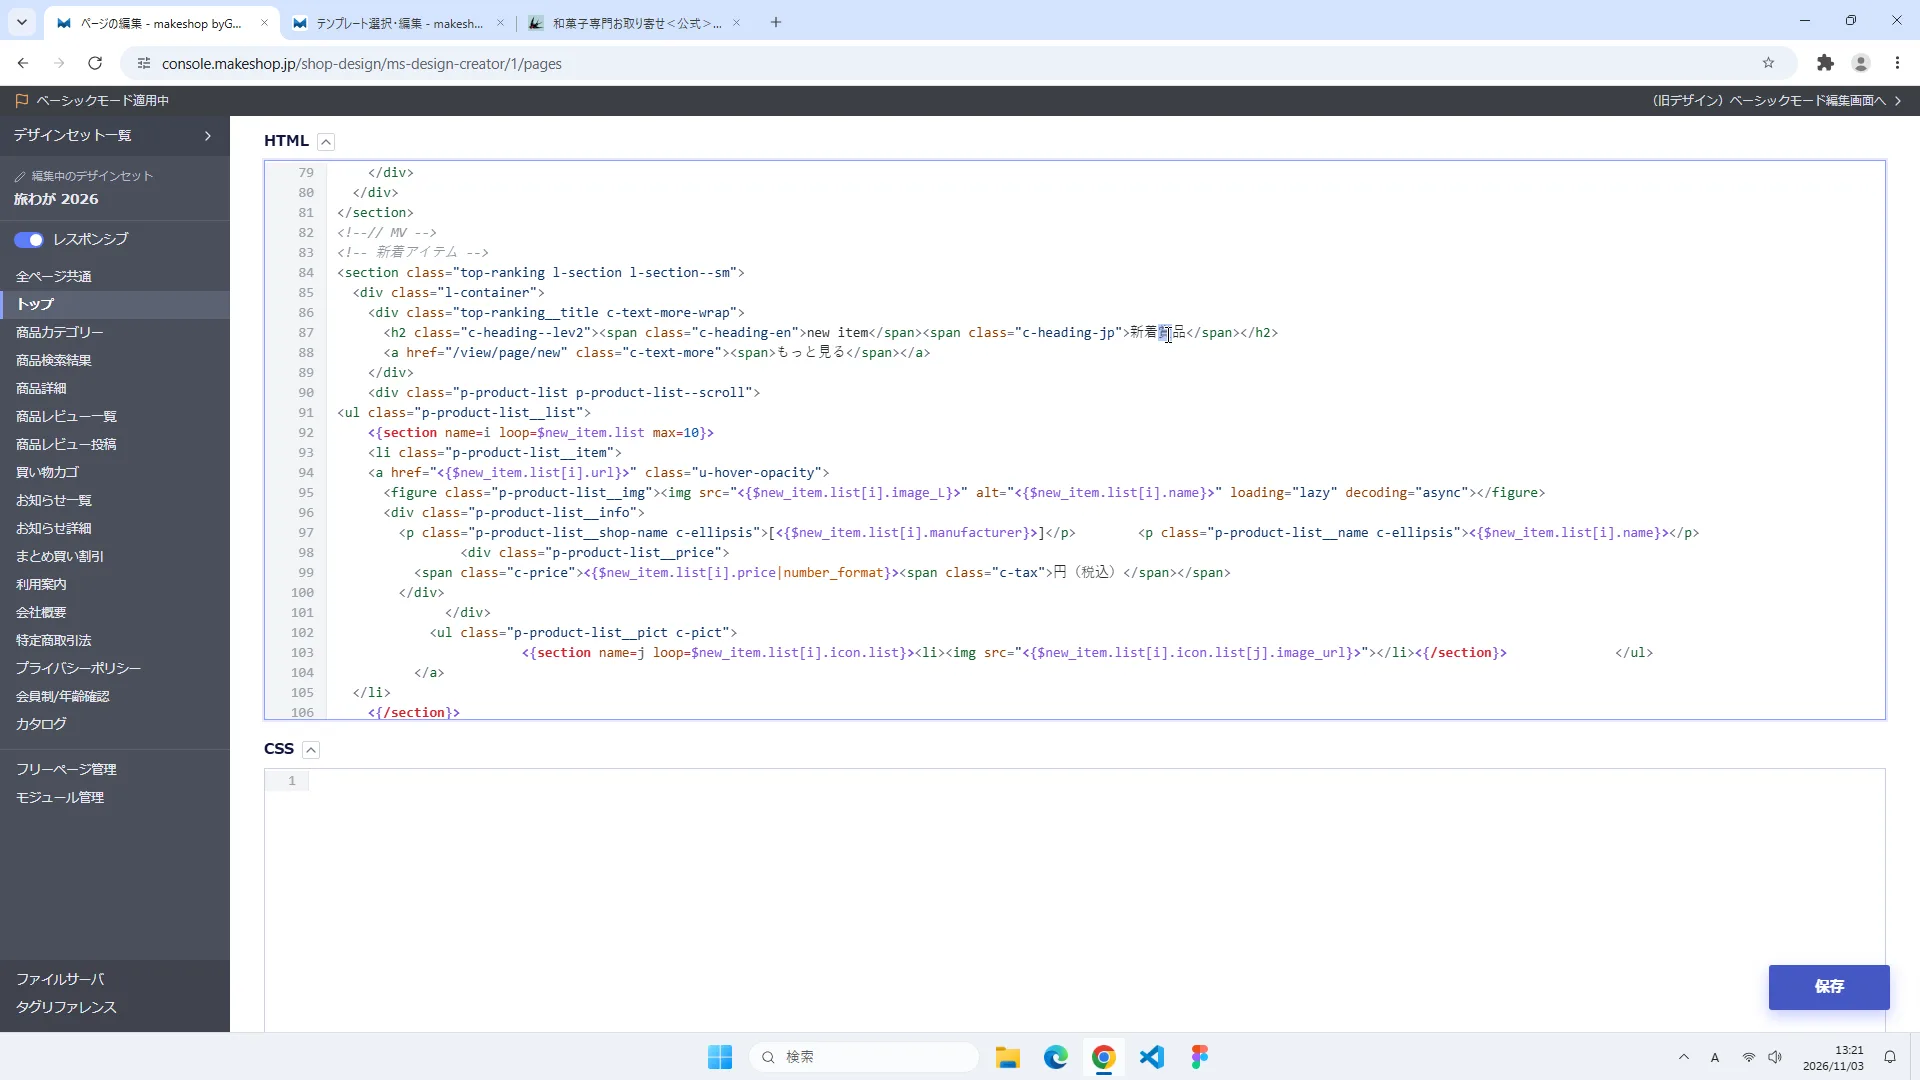 ページの編集 - makeshop byG...
テンプレート選択・編集 - makesh...
和菓子専門お取り寄せ＜公式＞...
console.makeshop.jp/shop-design/ms-design-creator/1/pages
ベーシックモード適用中
(旧デザイン) ベーシックモード編集画面へ
デザインセット一覧
編集中のデザインセット
旅わが 2026
レスポンシブ
全ページ共通
トップ
商品カテゴリー
商品検索結果
商品詳細
商品レビュー一覧
商品レビュー投稿
買い物カゴ
お知らせ一覧
お知らせ詳細
まとめ買い割引
利用案内
会社概要
特定商取引法
プライバシーポリシー
会員制/年齢確認
カタログ
フリーページ管理
モジュール管理
ファイルサーバ
タグリファレンス
HTML
79 </div>
80 </div>
81 </section>
82 <!--// MV -->
83 <!-- 新着アイテム -->
84 <section class="top-ranking l-section l-section--sm">
85 <div class="l-container">
86 <div class="top-ranking__title c-text-more-wrap">
87 <h2 class="c-heading--lev2"><span class="c-heading-en">new item</span><span class="c-heading-jp">新着商品</span></h2>
88 <a href="/view/page/new" class="c-text-more"><span>もっと見る</span></a>
89 </div>
90 <div class="p-product-list p-product-list--scroll">
91 <ul class="p-product-list__list">
92 <{section name=i loop=$new_item.list max=10}>
93 <li class="p-product-list__item">
94 <a href="<{$new_item.list[i].url}>" class="u-hover-opacity">
95 <figure class="p-product-list__img"><img src="<{$new_item.list[i].image_L}>" alt="<{$new_item.list[i].name}>" loading="lazy" decoding="async"></figure>
96 <div class="p-product-list__info">
97 <p class="p-product-list__shop-name c-ellipsis">[<{$new_item.list[i].manufacturer}>]</p> <p class="p-product-list__name c-ellipsis"><{$new_item.list[i].name}></p>
98 <div class="p-product-list__price">
99 <span class="c-price"><{$new_item.list[i].price|number_format}><span class="c-tax">円（税込）</span></span>
100 </div>
101 </div>
102 <ul class="p-product-list__pict c-pict">
103 <{section name=j loop=$new_item.list[i].icon.list}><li><img src="<{$new_item.list[i].icon.list[j].image_url}>"></li><{/section}> </ul>
104 </a>
105 </li>
106 <{/section}>
CSS
1
保存
検索
A
13:21
2026/11/03